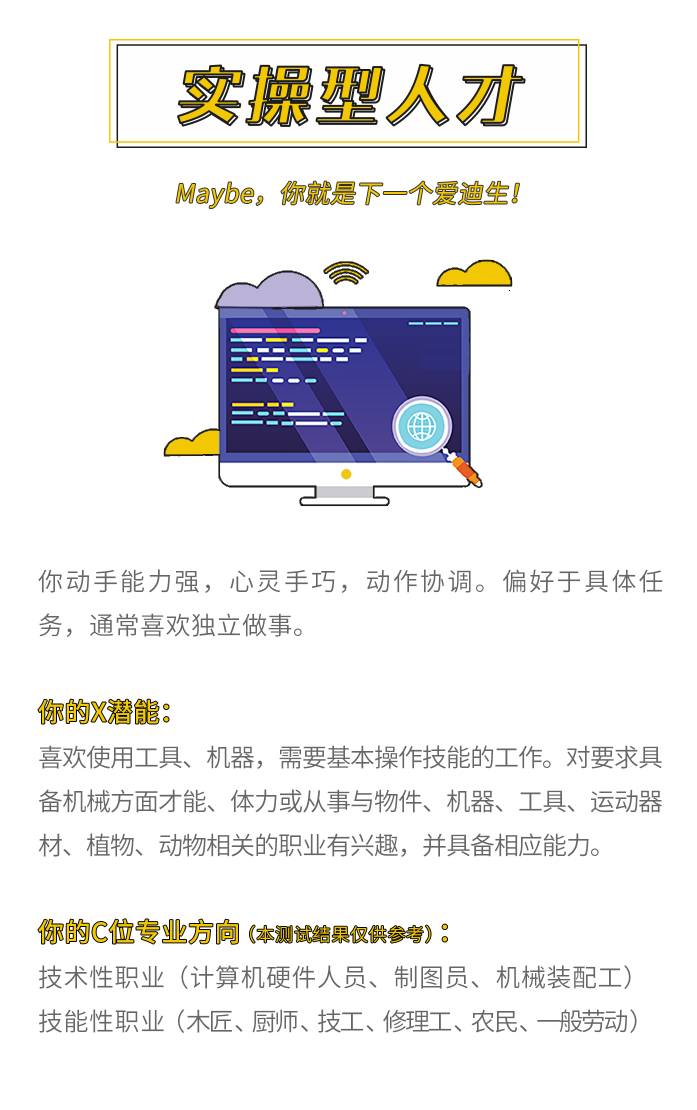 实操型人才
Maybe，你就是下一个爱迪生！
你动手能力强，心灵手巧，动作协调。偏好于具体任
务，通常喜欢独立做事。
你的X潜能：
喜欢使用工具、机器，需要基本操作技能的工作。对要求具
备机械方面才能、体力或从事与物件、机器、工具、运动器
材、植物、动物相关的职业有兴趣，并具备相应能力。
你的C位专业方向（本测试结果仅供参考）：
技术性职业（计算机硬件人员、制图员、机械装配工）
技能性职业（木匠、厨师、技工、修理工、农民、一般劳动）